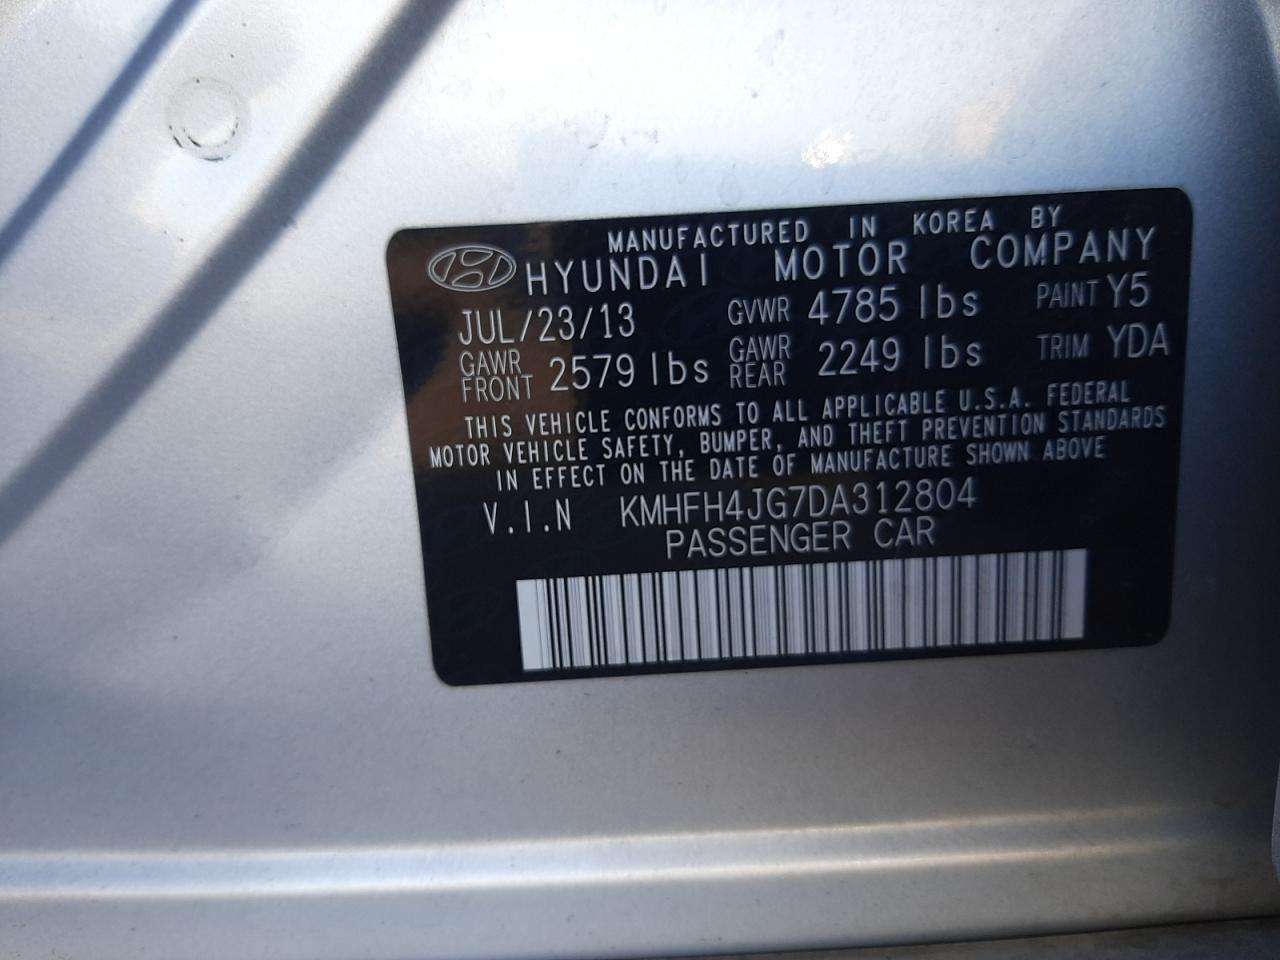 MANUFACTURED IN KOREA BY
HYUNDAI MOTOR COMPANY
JUL/23/13 GVWR 4785 lbs PAINT Y5
GAWR FRONT 2579 lbs GAWR REAR 2249 lbs TRIM YDA
THIS VEHICLE CONFORMS TO ALL APPLICABLE U.S.A. FEDERAL
MOTOR VEHICLE SAFETY, BUMPER, AND THEFT PREVENTION STANDARDS
IN EFFECT ON THE DATE OF MANUFACTURE SHOWN ABOVE
V.I.N KMHFH4JG7DA312804
PASSENGER CAR